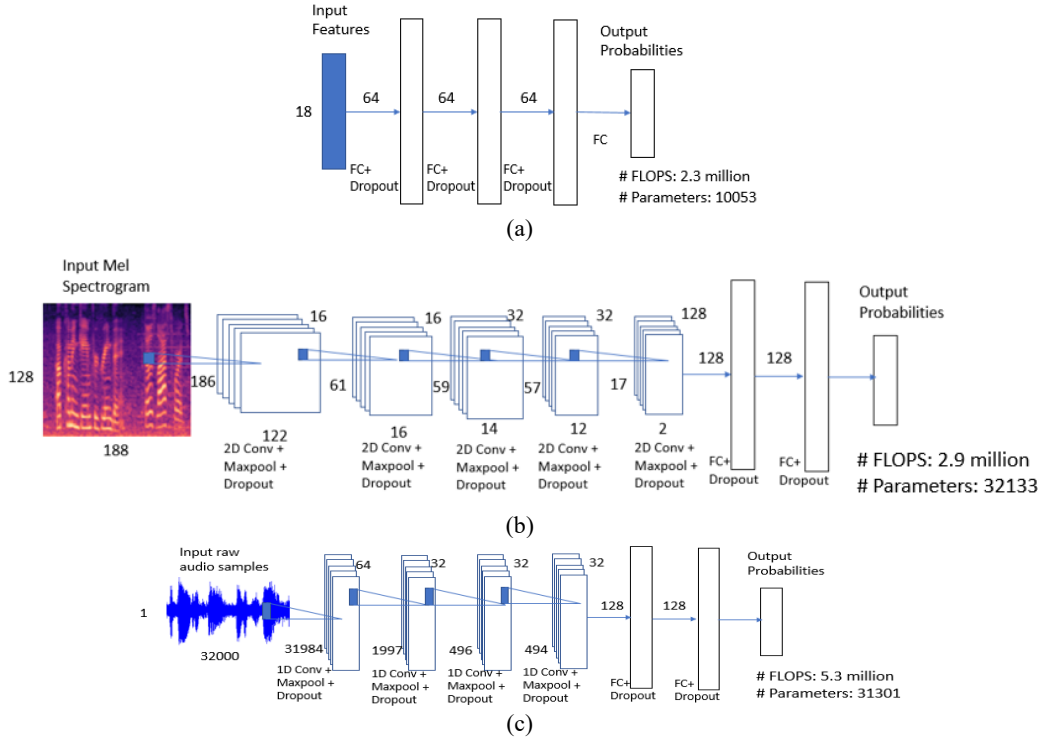 Input
Features
Output
Probabilities
64
64
64
18
FC
FC+
Dropout
FC+
Dropout
FC+
Dropout
# FLOPS: 2.3 million
# Parameters: 10053
(a)
Input Mel
Spectrogram
Output
Probabilities
16
16
32
32
128
128
128
128
186
61
59
57
17
188
122
16
14
12
2
2D Conv +
Maxpool +
Dropout
2D Conv +
Maxpool +
Dropout
2D Conv +
Maxpool +
Dropout
2D Conv +
Maxpool +
Dropout
2D Conv +
Maxpool +
Dropout
FC+
Dropout
FC+
Dropout
# FLOPS: 2.9 million
# Parameters: 32133
(b)
Input raw
audio samples
Output
Probabilities
64
32
32
32
1
128
128
32000
31984
1997
496
494
1D Conv +
Maxpool +
Dropout
1D Conv +
Maxpool +
Dropout
1D Conv +
Maxpool +
Dropout
1D Conv +
Maxpool +
Dropout
FC+
Dropout
FC+
Dropout
# FLOPS: 5.3 million
# Parameters: 31301
(c)